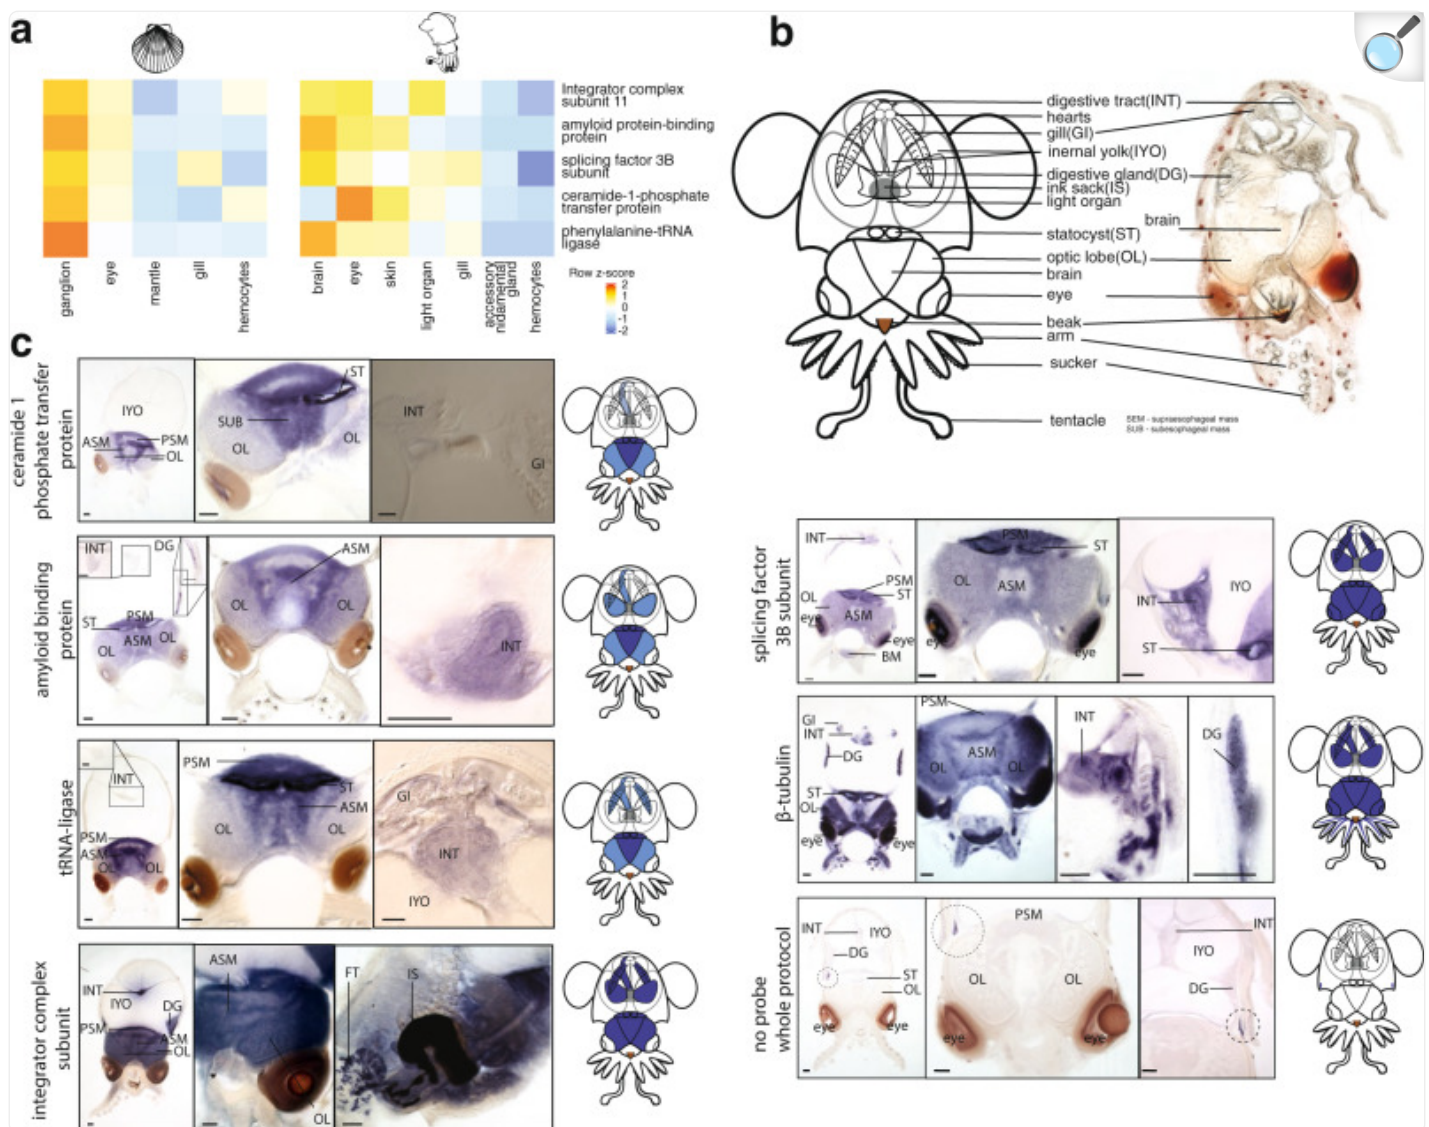 a
Integrator complex
subunit 11
amyloid protein-binding
protein
splicing factor 3B
subunit
ceramide-1-phosphate
transfer protein
phenylalanine-tRNA
ligase
ganglion
eye
mantle
gill
hemocytes
brain
eye
skin
light organ
gill
accessory
nidamental
gland
hemocytes
Row z-score
2
1
0
-1
-2
b
digestive tract(INT)
hearts
gill(GI)
inernal yolk(IYO)
digestive gland(DG)
ink sack(IS)
light organ
brain
statocyst(ST)
optic lobe(OL)
brain
eye
beak
arm
sucker
tentacle
SEM - supraesophageal mass
SUB - subesophageal mass
c
ceramide 1
phosphate transfer
protein
IYO
ASM
PSM
OL
ST
SUB
OL
OL
INT
GI
amyloid binding
protein
INT
DG
ST
PSM
ASM
OL
OL
ASM
OL
OL
INT
tRNA-ligase
INT
PSM
ASM
OL
OL
PSM
ST
ASM
OL
OL
GI
INT
IYO
integrator complex
subunit
INT
IYO
DG
PSM
ASM
OL
ASM
OL
FT
IS
splicing factor
3B subunit
INT
PSM
ST
OL
ASM
eye
eye
BM
PSM
ST
OL
ASM
eye
eye
INT
IYO
ST
β-tubulin
GI
INT
DG
ST
OL
eye
eye
PSM
ASM
OL
OL
INT
DG
no probe
whole protocol
INT
IYO
DG
ST
OL
eye
eye
PSM
OL
OL
eye
eye
INT
IYO
DG